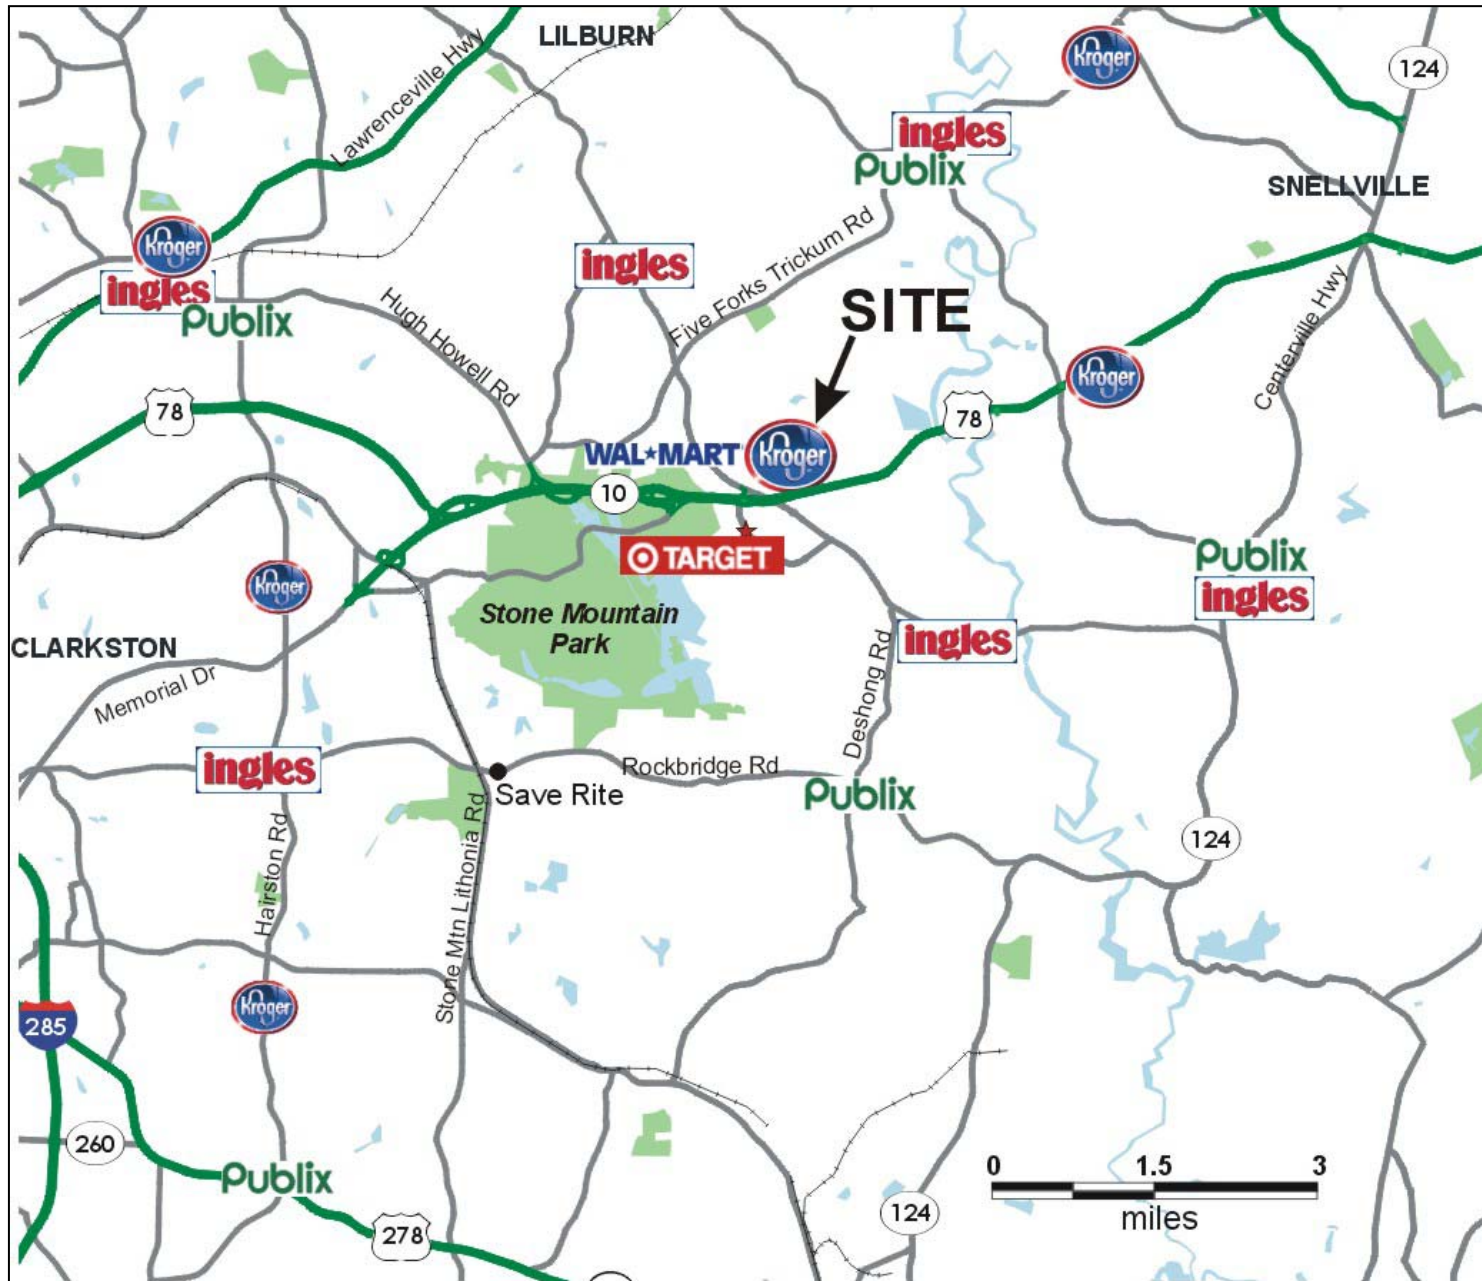 LILBURN
Lawrenceville Hwy
Kroger
124
ingles
Publix
SNELLVILLE
Kroger
ingles
Publix
ingles
Five Forks Trickum Rd
SITE
Hugh Howell Rd
Centerville Hwy
Kroger
78
78
WAL★MART
Kroger
10
TARGET
Publix
ingles
Kroger
Stone Mountain
Park
ingles
CLARKSTON
Memorial Dr
Deshong Rd
ingles
Rockbridge Rd
Save Rite
Publix
124
Hairston Rd
Stone Mtn Lithonia Rd
Kroger
285
260
Publix
278
124
0 1.5 3
miles